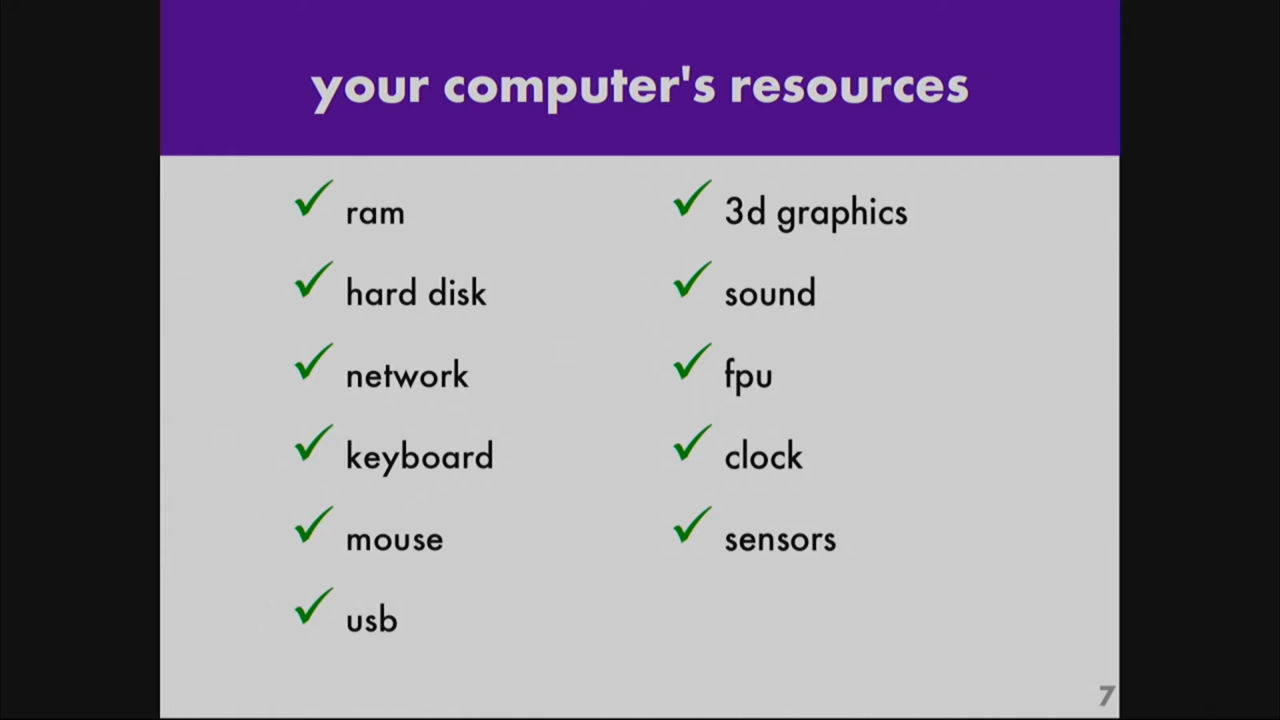 your computer's resources
ram
hard disk
network
keyboard
mouse
usb
3d graphics
sound
fpu
clock
sensors
7